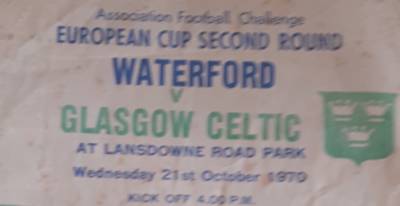 Association Football Challenge
EUROPEAN CUP SECOND ROUND
WATERFORD
V
GLASGOW CELTIC
AT LANSDOWNE ROAD PARK
Wednesday 21st October 1970
KICK OFF 4.00 P.M.